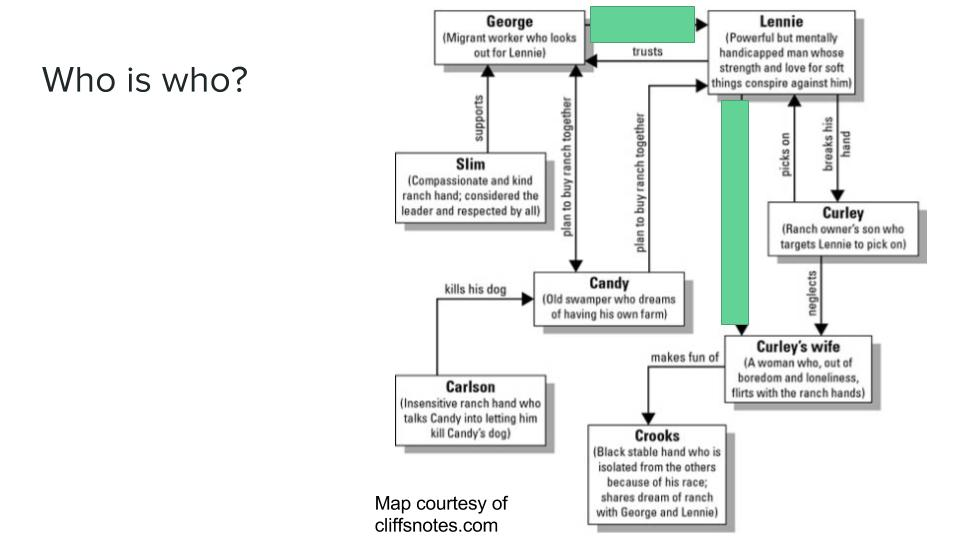 Who is who?
George
(Migrant worker who looks
out for Lennie)
trusts
Lennie
(Powerful but mentally
handicapped man whose
strength and love for soft
things conspire against him)
supports
plan to buy ranch together
plan to buy ranch together
picks on
breaks his
hand
Slim
(Compassionate and kind
ranch hand; considered the
leader and respected by all)
Curley
(Ranch owner's son who
targets Lennie to pick on)
kills his dog
Candy
(Old swamper who dreams
of having his own farm)
neglects
Curley's wife
(A woman who, out of
boredom and loneliness,
flirts with the ranch hands)
makes fun of
Carlson
(Insensitive ranch hand who
talks Candy into letting him
kill Candy's dog)
Crooks
(Black stable hand who is
isolated from the others
because of his race;
shares dream of ranch
with George and Lennie)
Map courtesy of
cliffsnotes.com